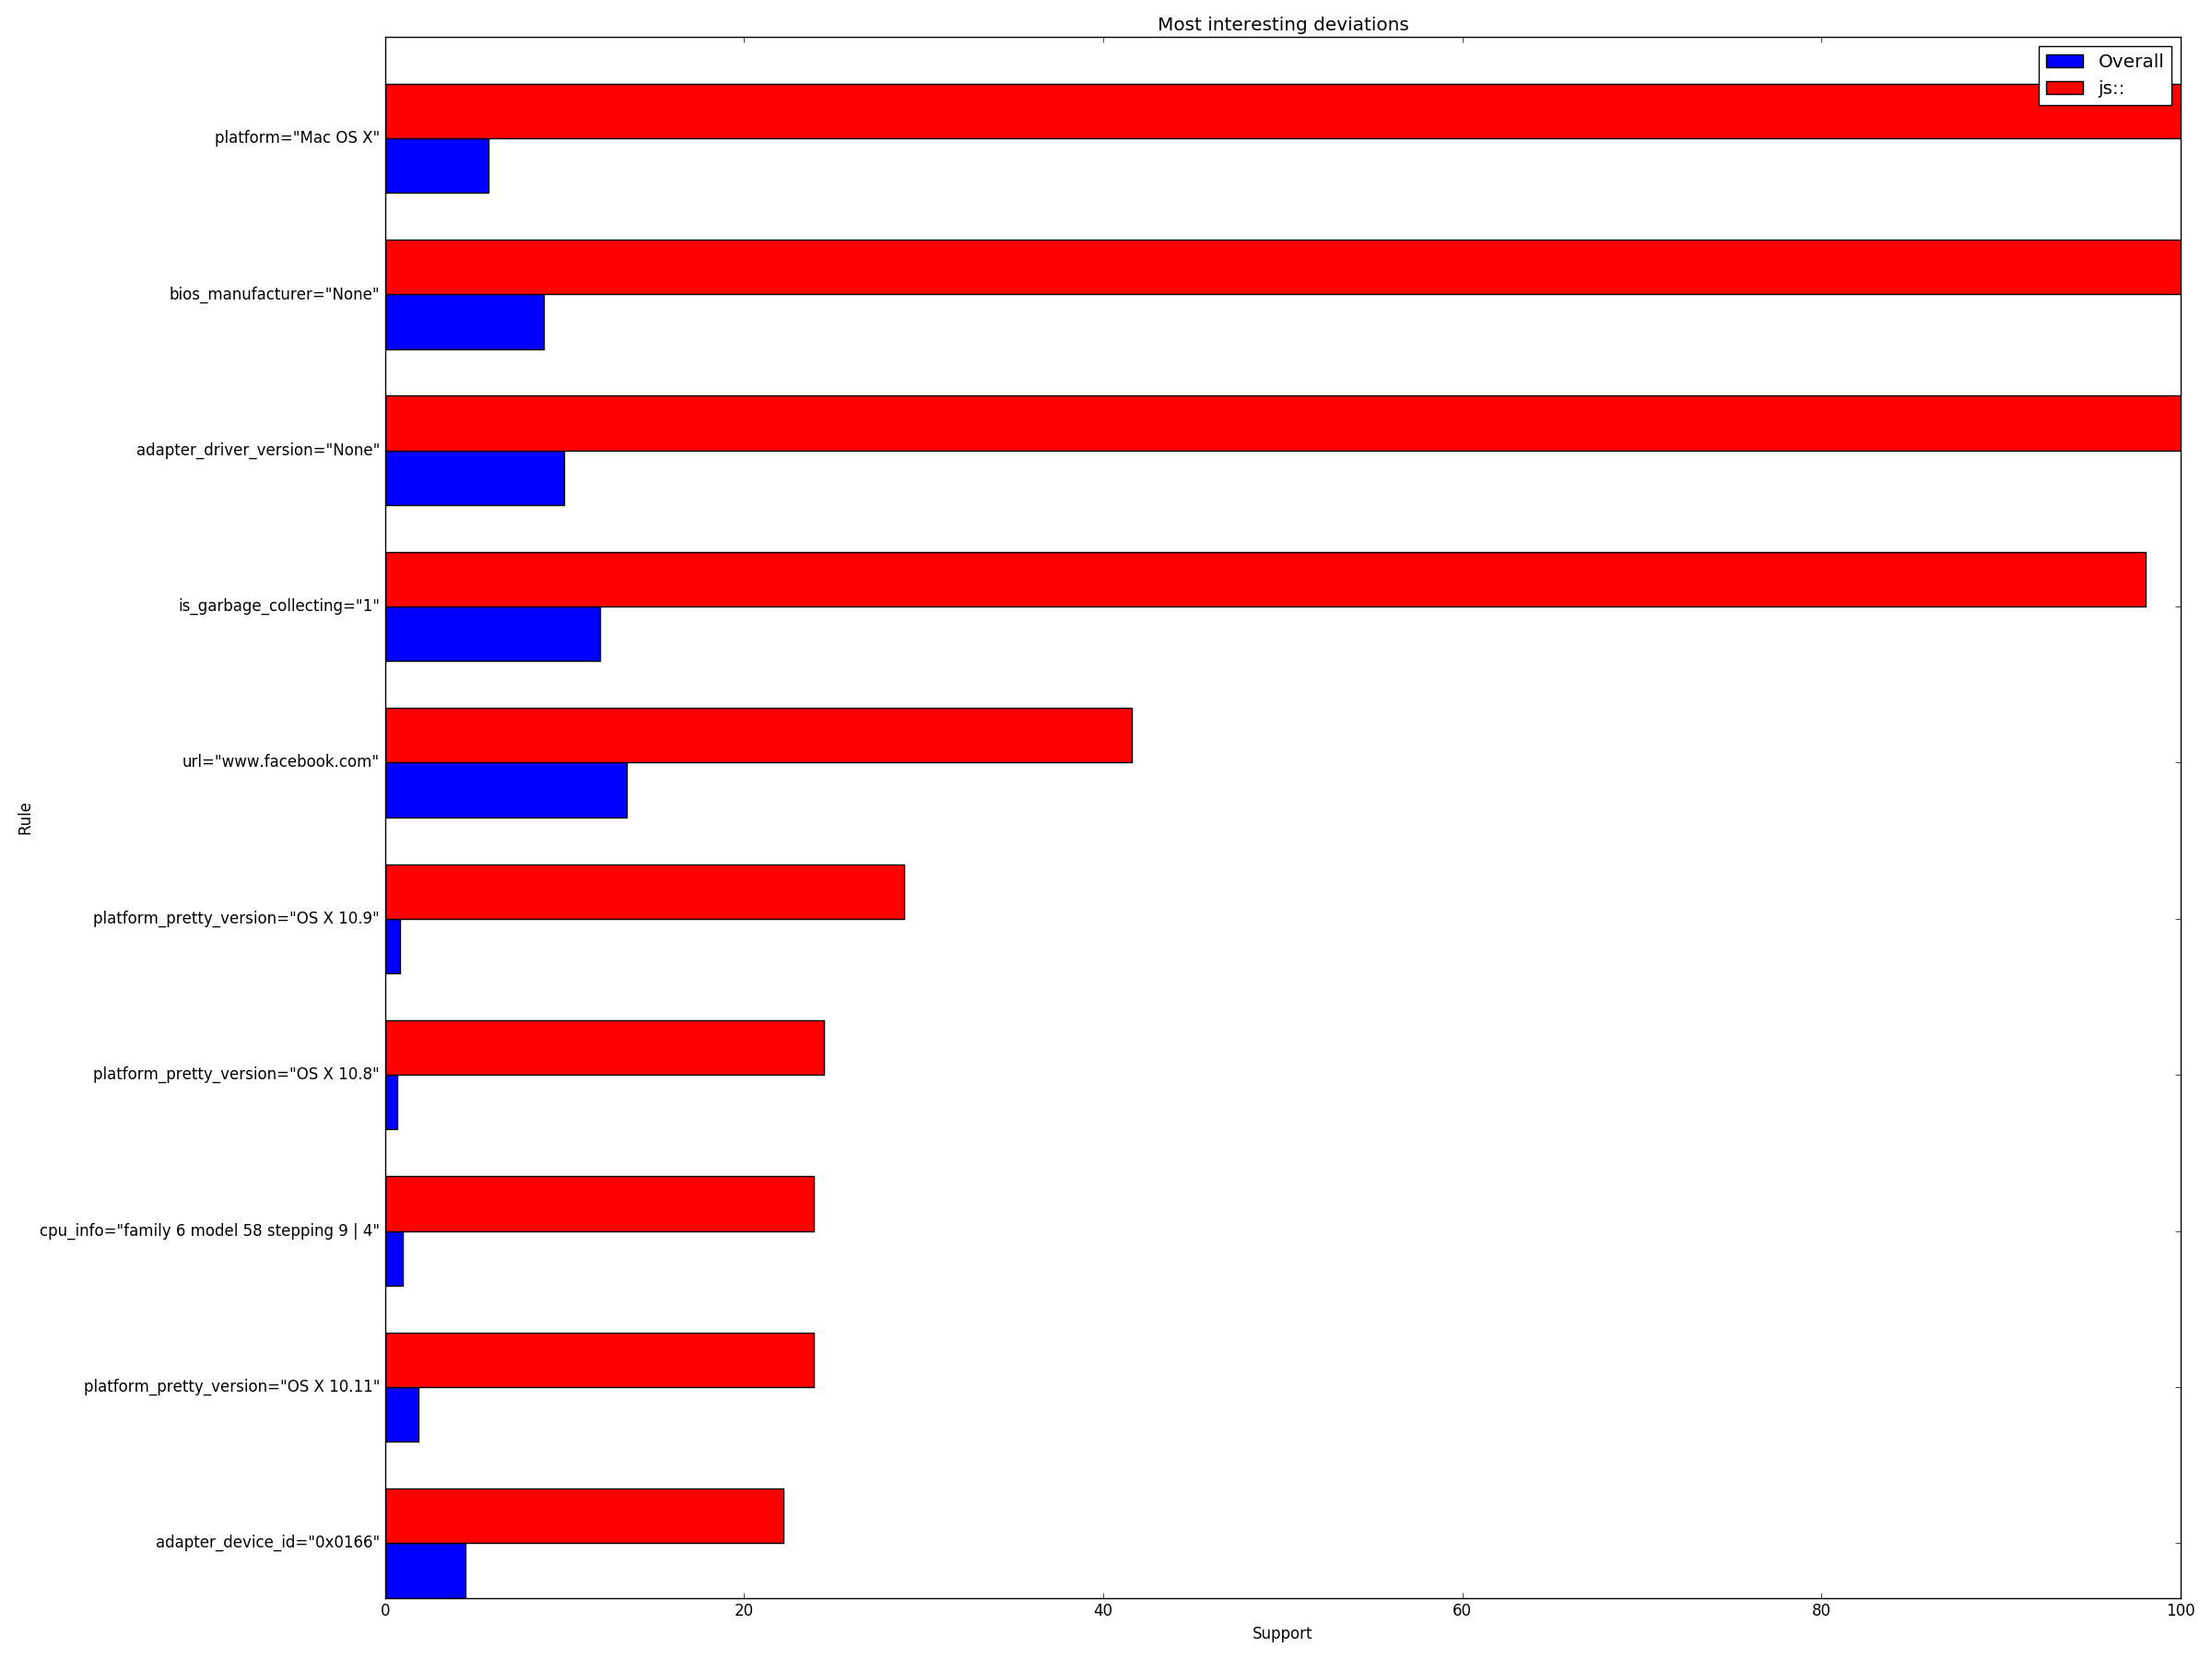 Most interesting deviations
Overall
js::
platform="Mac OS X"
bios_manufacturer="None"
adapter_driver_version="None"
is_garbage_collecting="1"
url="www.facebook.com"
Rule
platform_pretty_version="OS X 10.9"
platform_pretty_version="OS X 10.8"
cpu_info="family 6 model 58 stepping 9 | 4"
platform_pretty_version="OS X 10.11"
adapter_device_id="0x0166"
0 20 40 60 80 100
Support